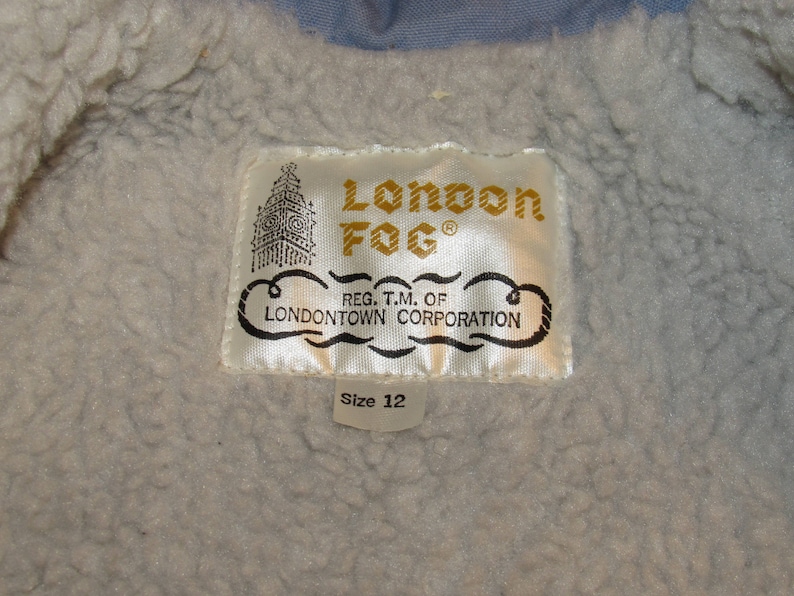 LONDON
FOG®
REG. T.M. OF
LONDONTOWN CORPORATION
Size 12